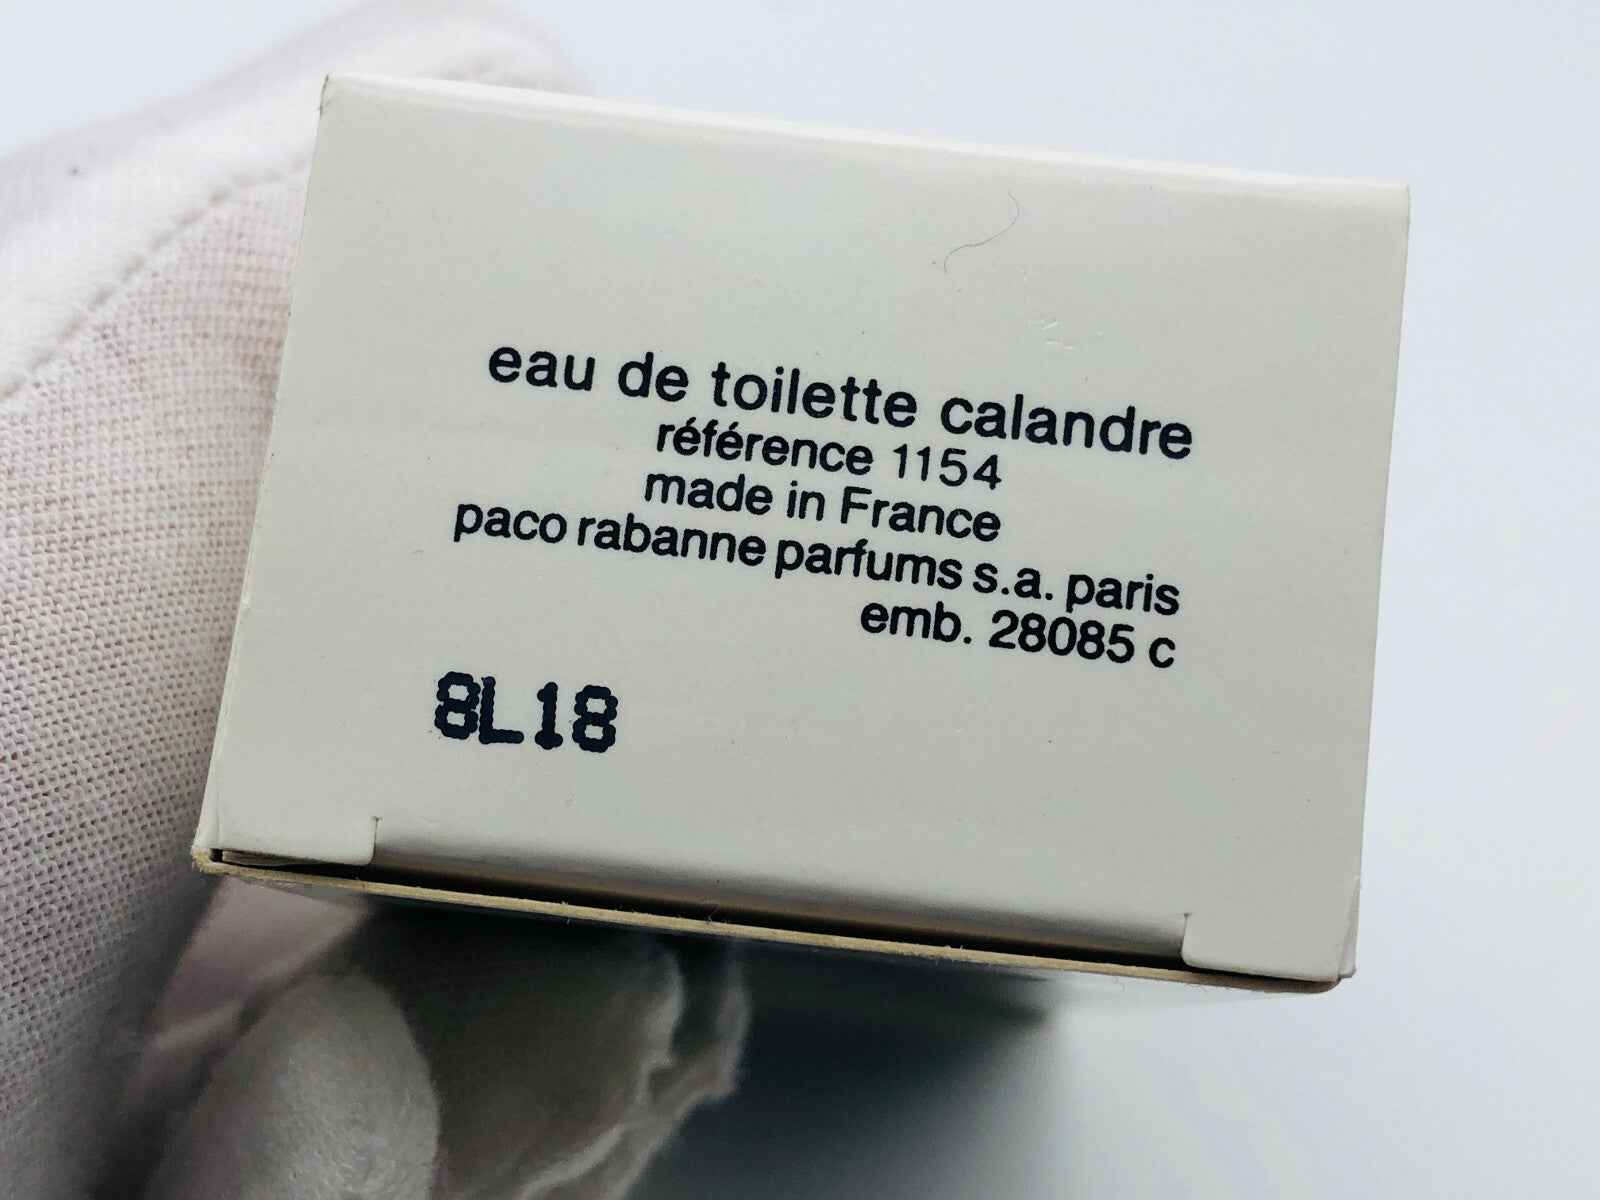 eau de toilette calandre
référence 1154
made in France
paco rabanne parfums s.a. paris
emb. 28085 c
8L18